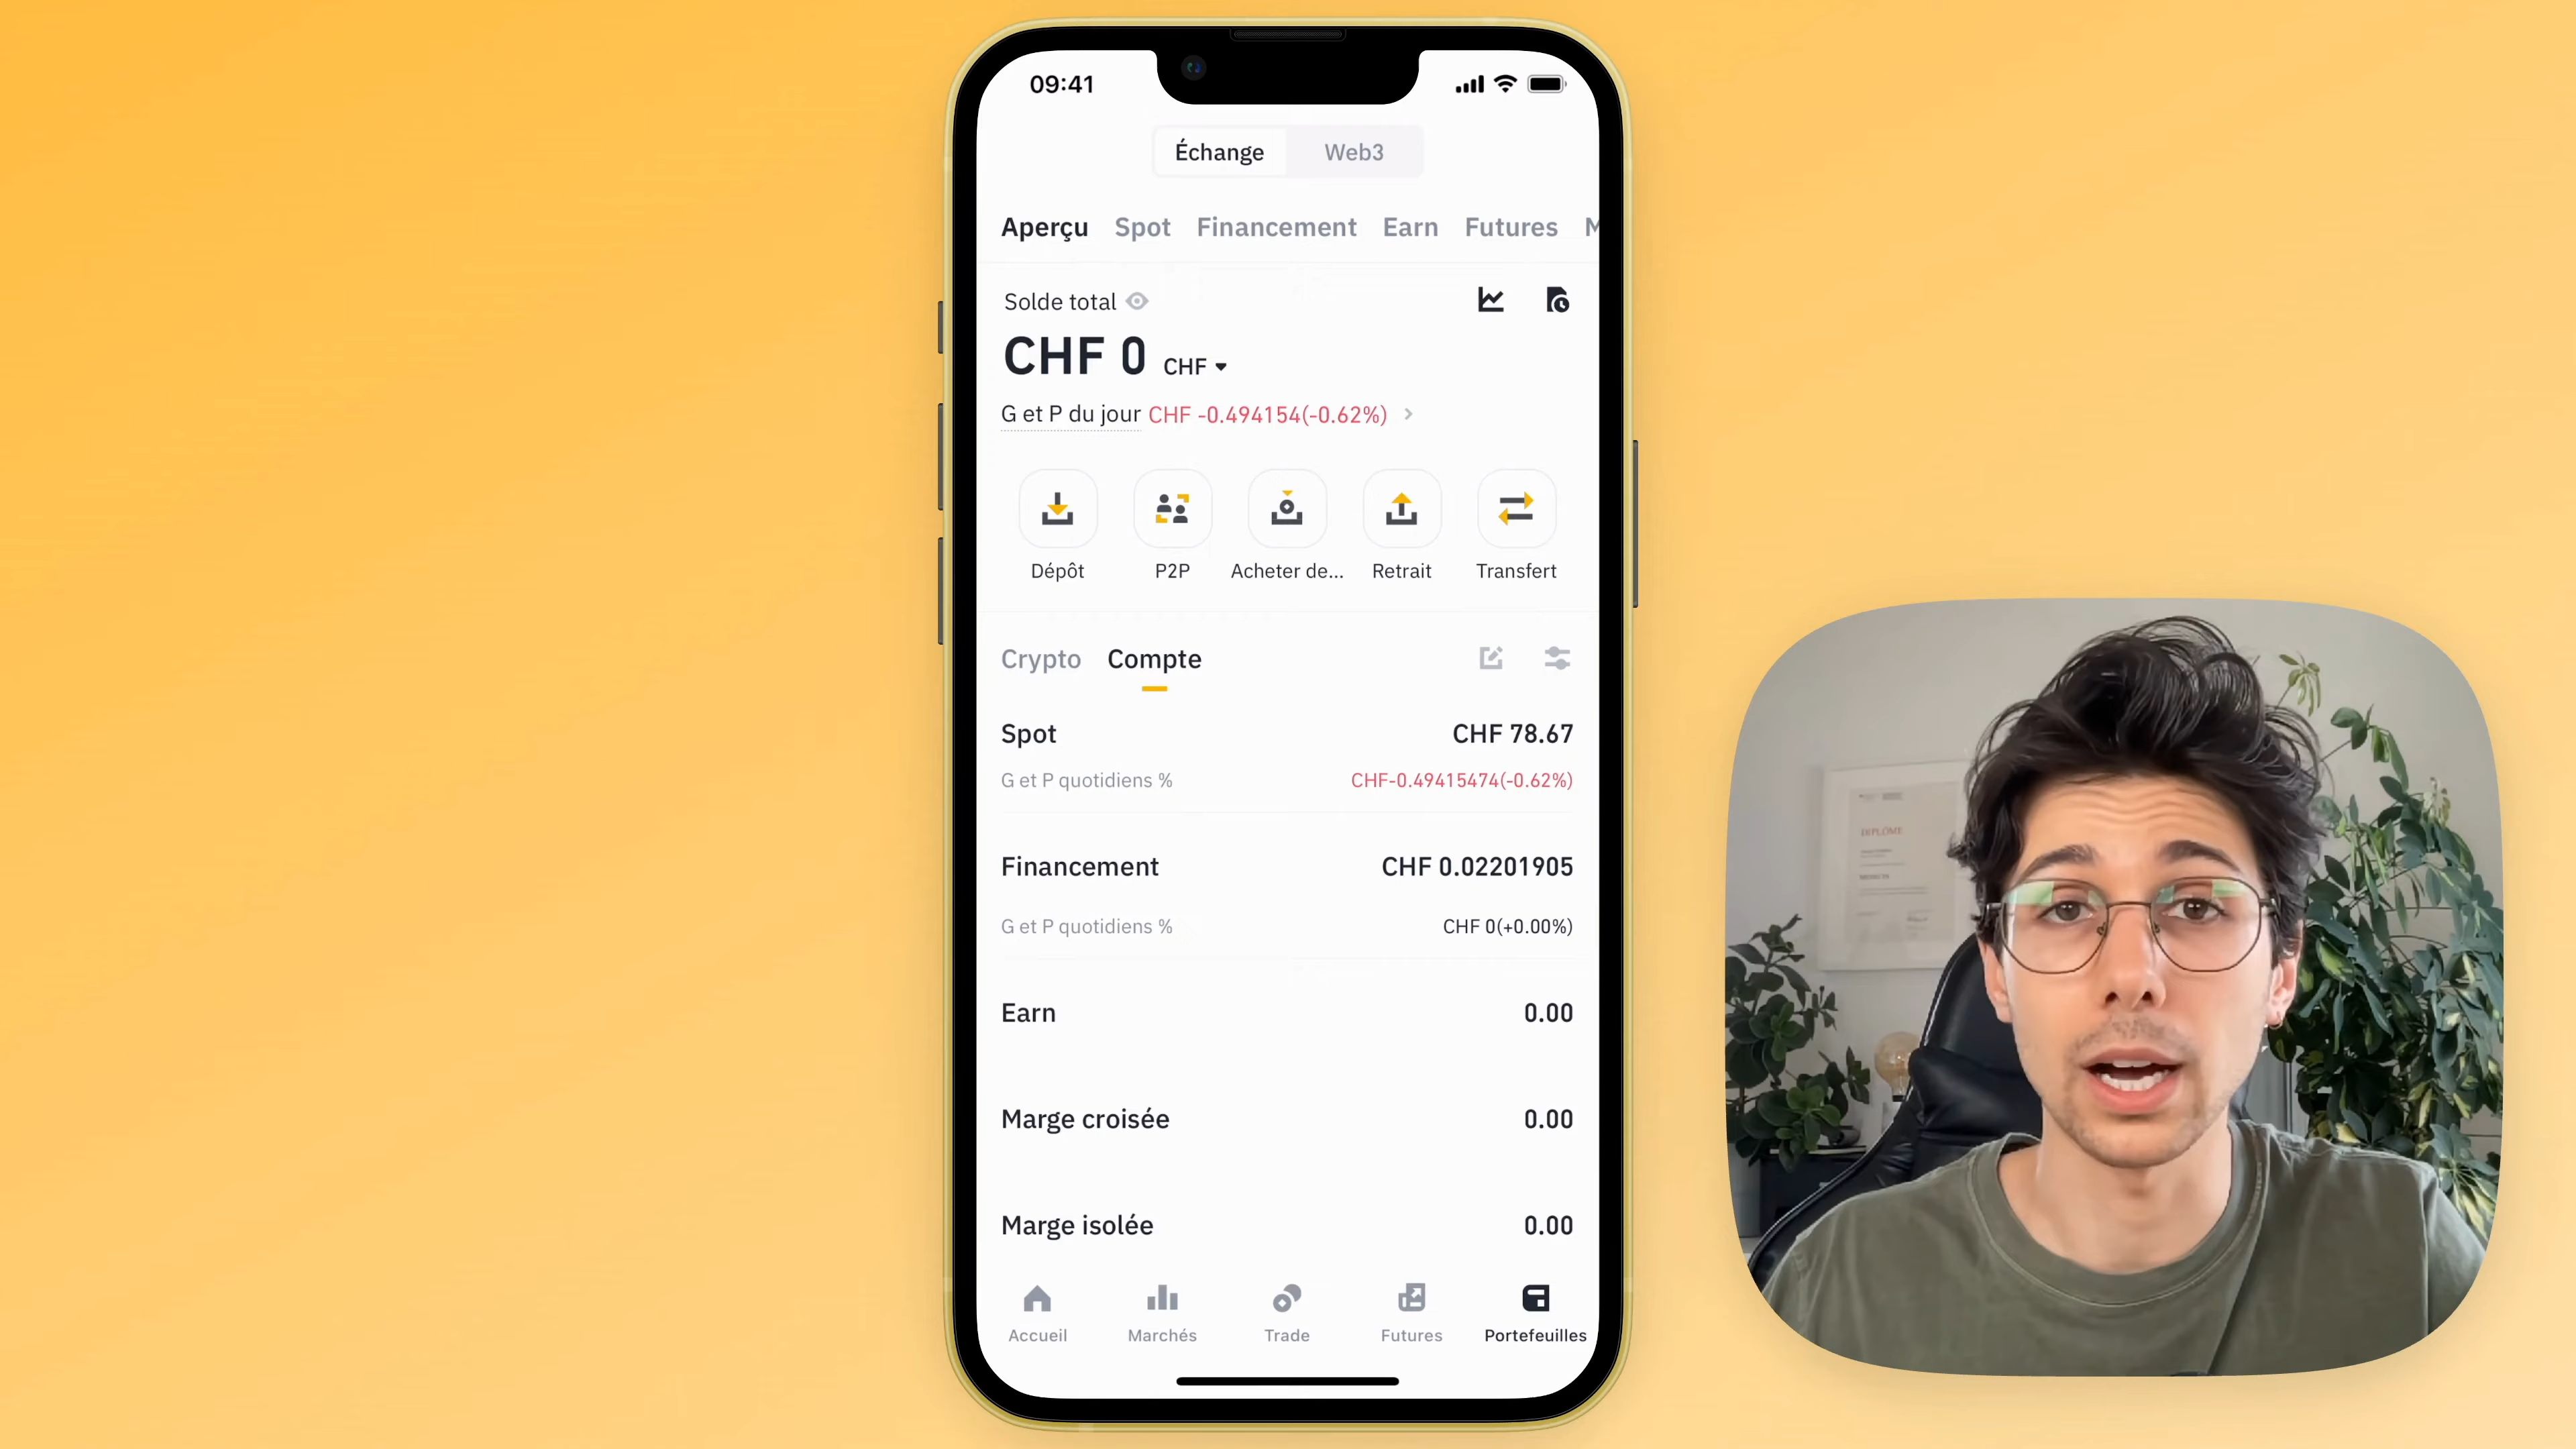 09:41
Échange Web3
Aperçu Spot Financement Earn Futures M
Solde total
CHF 0 CHF
G et P du jour CHF -0.494154(-0.62%)
Dépôt P2P Acheter de... Retrait Transfert
Crypto Compte
Spot CHF 78.67
G et P quotidiens % CHF-0.49415474(-0.62%)
Financement CHF 0.02201905
G et P quotidiens % CHF 0(+0.00%)
Earn 0.00
Marge croisée 0.00
Marge isolée 0.00
Accueil Marchés Trade Futures Portefeuilles
DIPLÔME